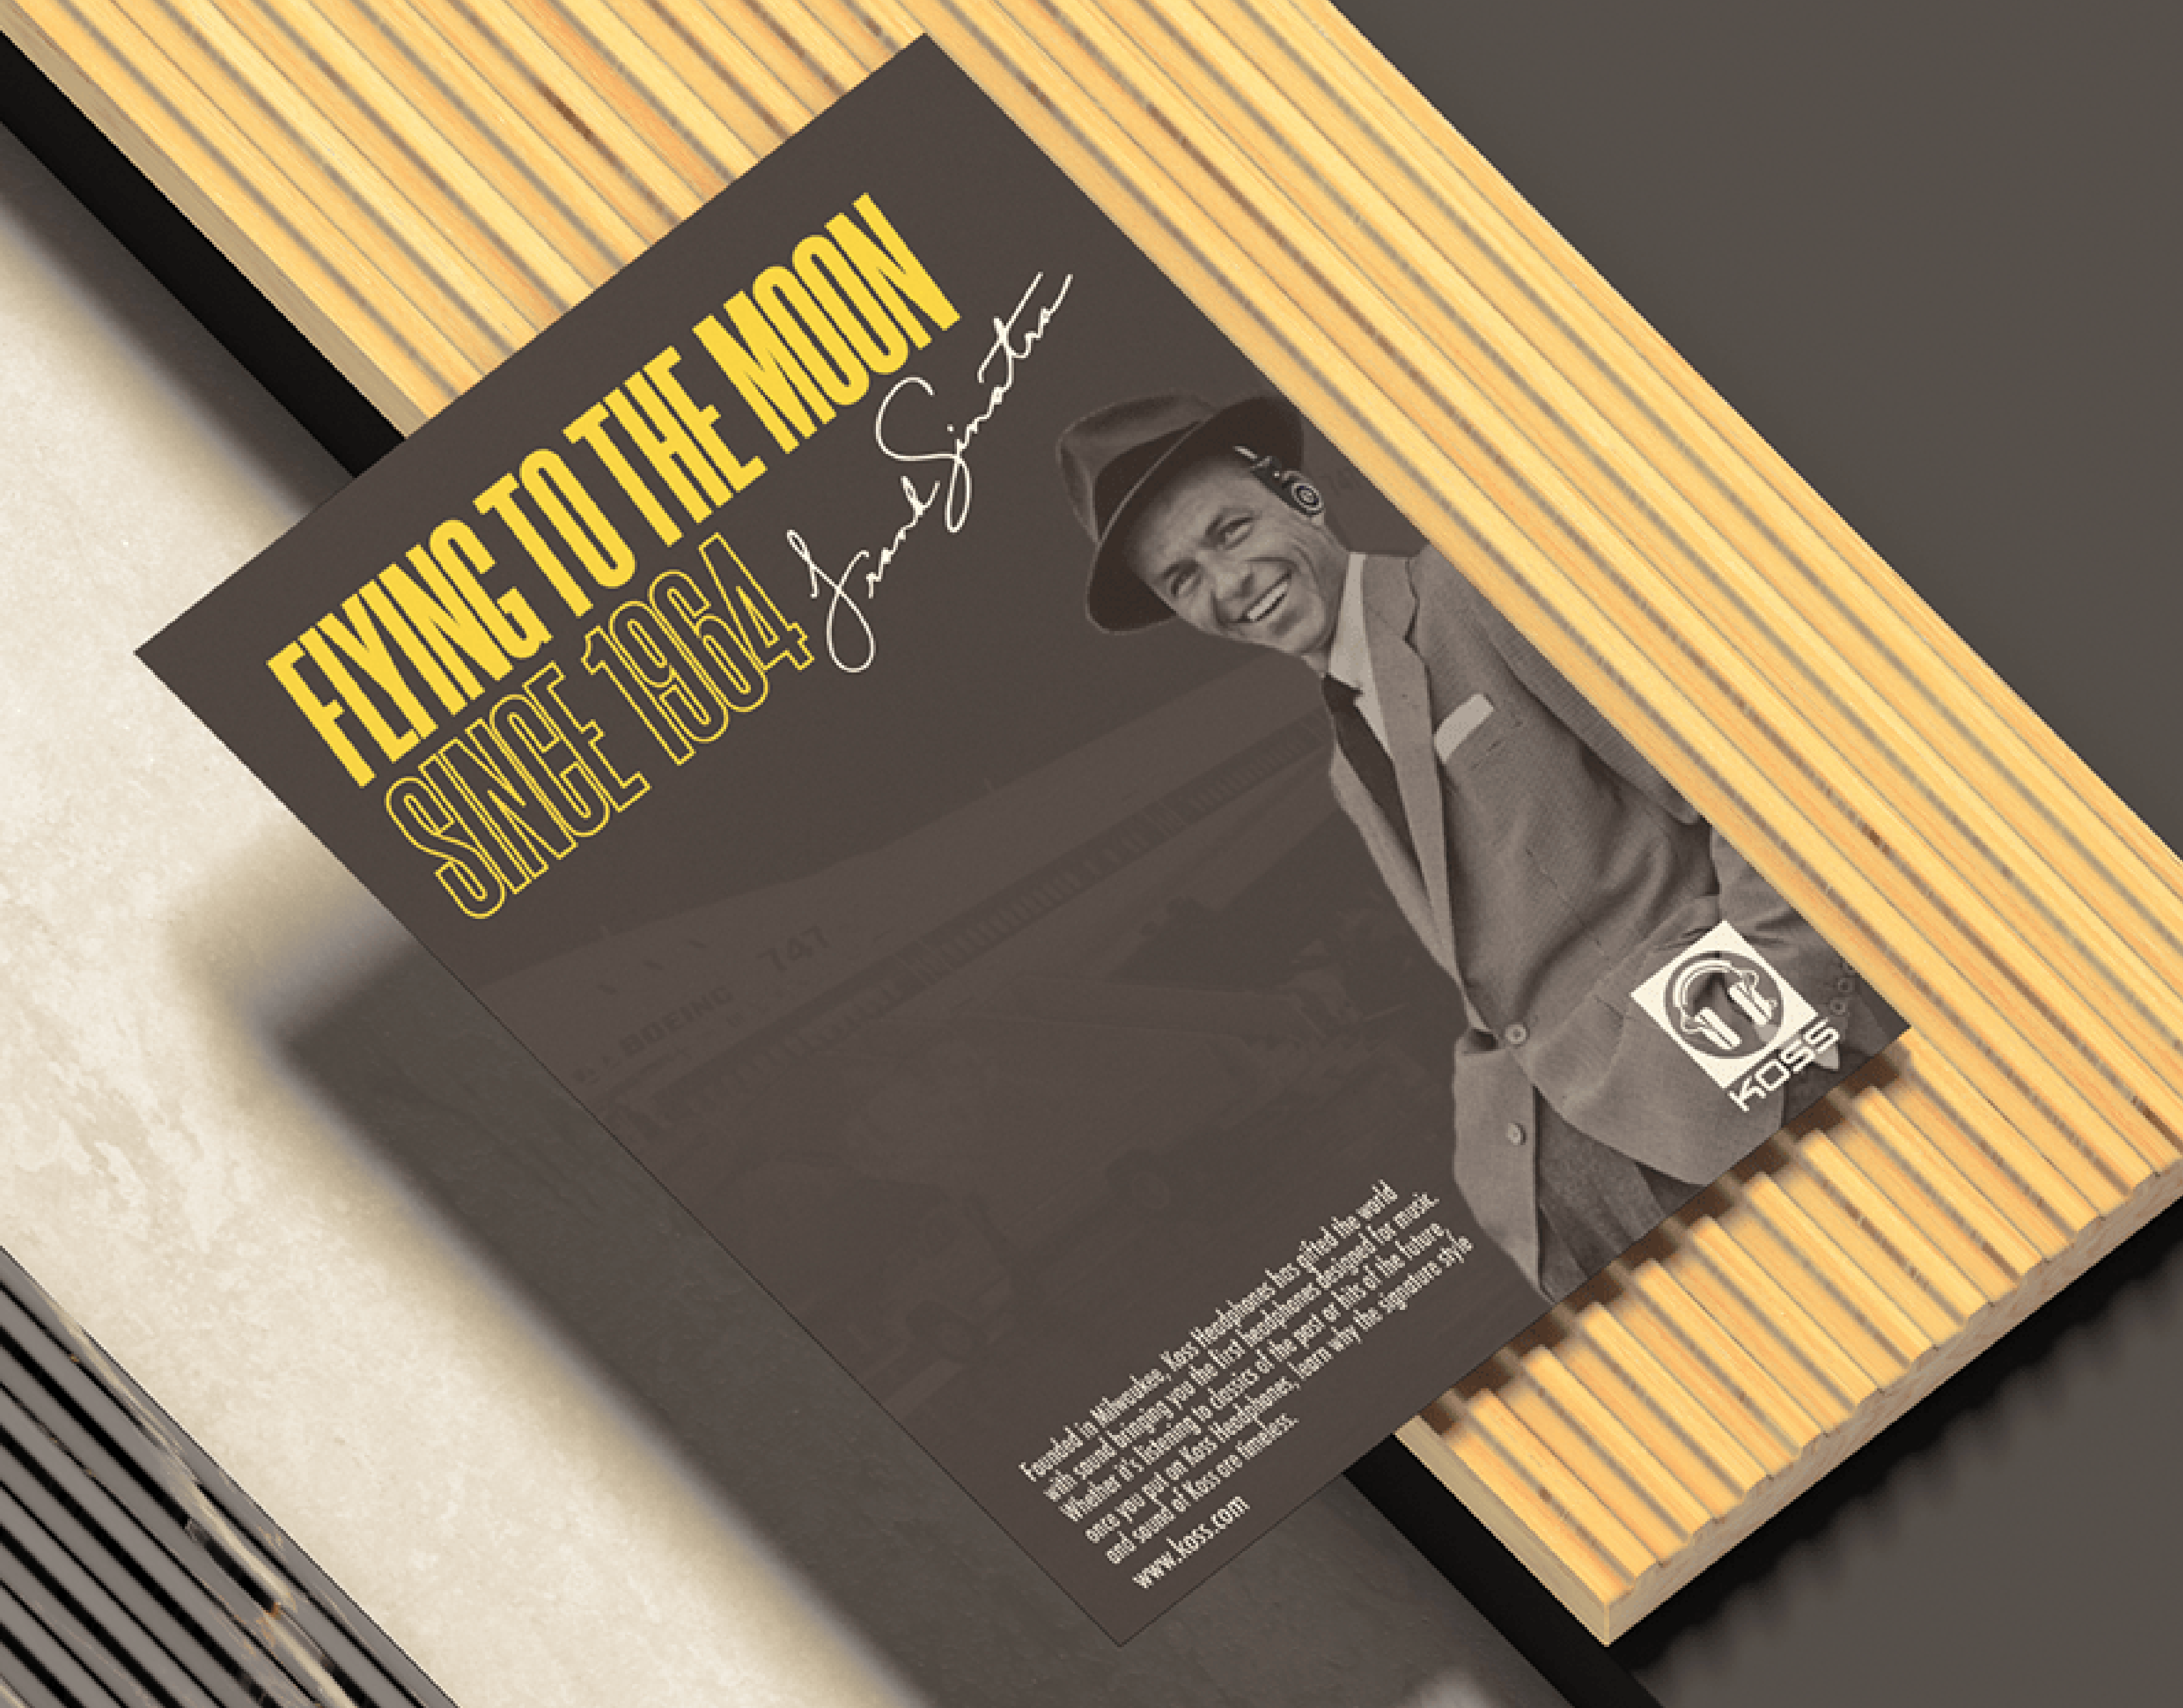 FLYING TO THE MOON
SINCE 1964
Frank Sinatra
BOEING 747
KOSS
Founded in Milwaukee, Koss Headphones has gifted the world
with sound bringing you the first headphones designed for music.
Whether it's listening to classics of the past or hits of the future,
once you put on Koss Headphones, learn why the signature style
and sound of Koss are timeless.
www.koss.com